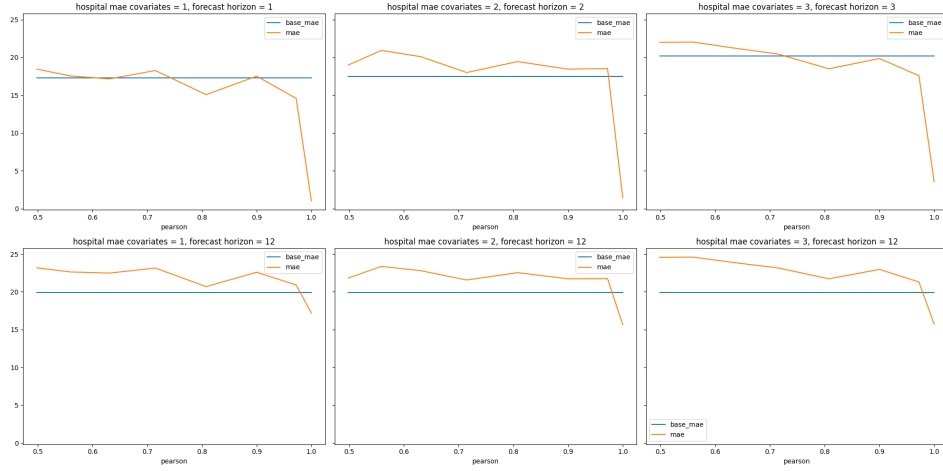 hospital mae covariates = 1, forecast horizon = 1
25
20
15
10
5
0
base_mae
mae
0.5 0.6 0.7 0.8 0.9 1.0
pearson
hospital mae covariates = 2, forecast horizon = 2
base_mae
mae
0.5 0.6 0.7 0.8 0.9 1.0
pearson
hospital mae covariates = 3, forecast horizon = 3
base_mae
mae
0.5 0.6 0.7 0.8 0.9 1.0
pearson
hospital mae covariates = 1, forecast horizon = 12
25
20
15
10
5
0
base_mae
mae
0.5 0.6 0.7 0.8 0.9 1.0
pearson
hospital mae covariates = 2, forecast horizon = 12
base_mae
mae
0.5 0.6 0.7 0.8 0.9 1.0
pearson
hospital mae covariates = 3, forecast horizon = 12
base_mae
mae
0.5 0.6 0.7 0.8 0.9 1.0
pearson